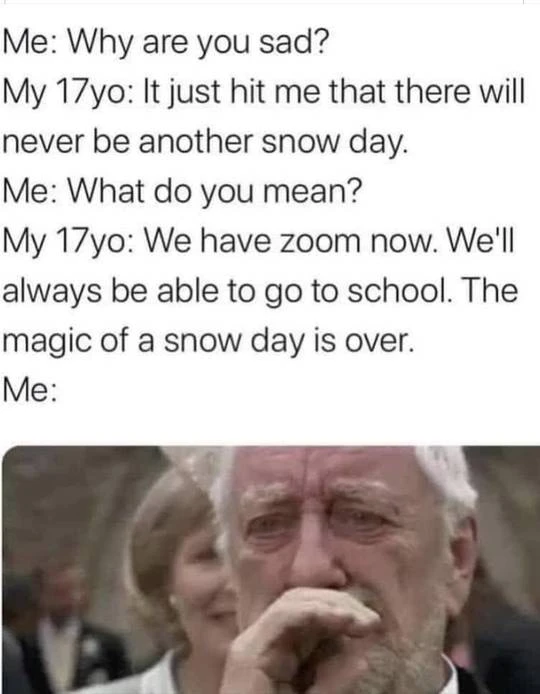 Me: Why are you sad?
My 17yo: It just hit me that there will
never be another snow day.
Me: What do you mean?
My 17yo: We have zoom now. We'll
always be able to go to school. The
magic of a snow day is over.
Me: